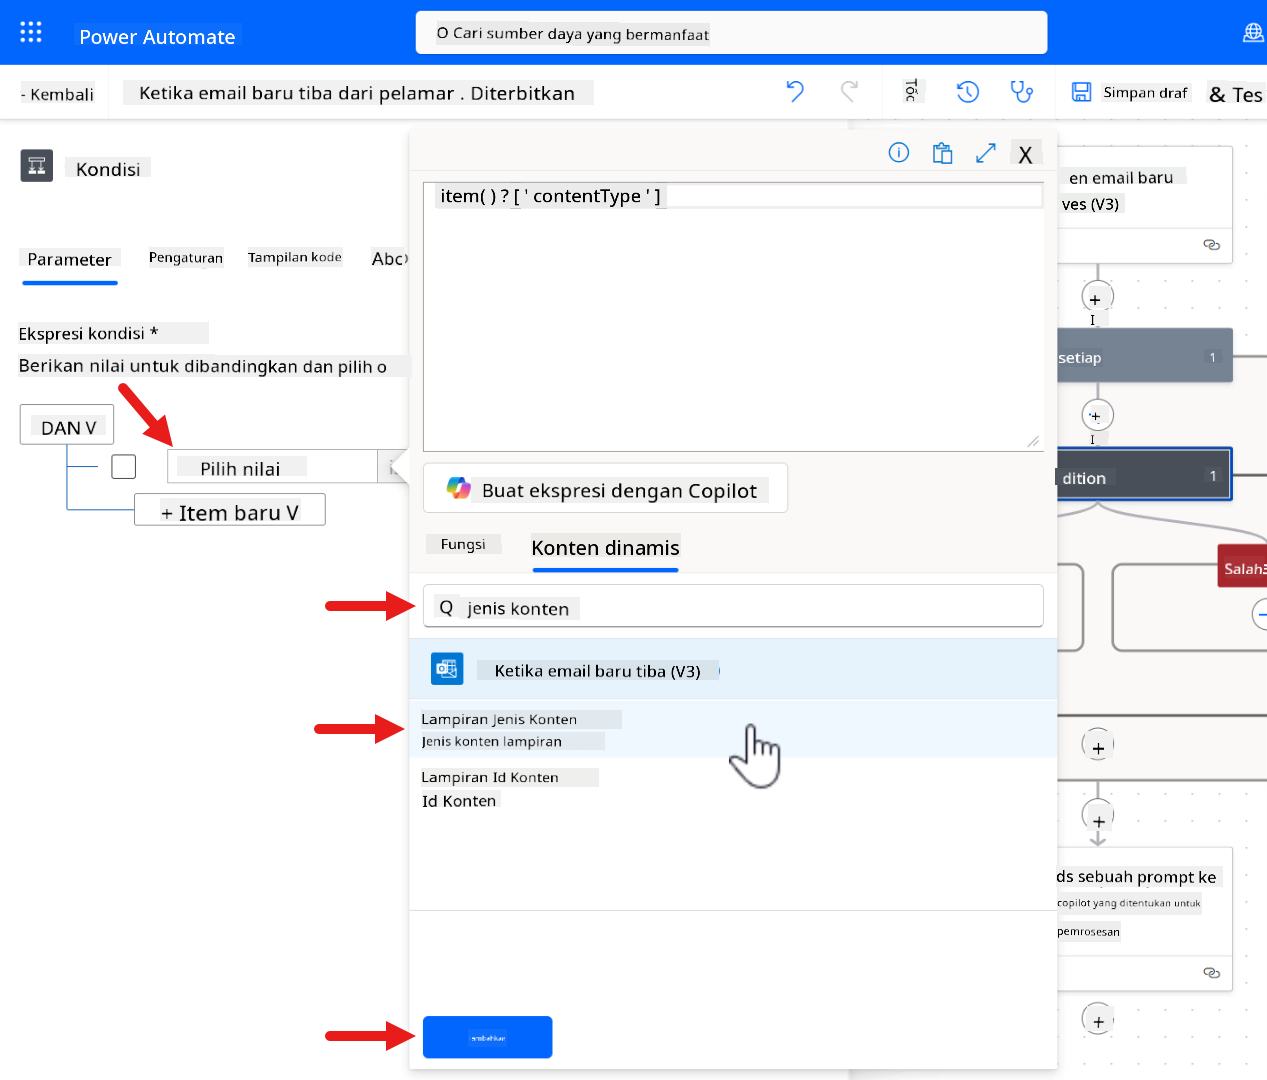 Power Automate
O Cari sumber daya yang bermanfaat
- Kembali
Ketika email baru tiba dari pelamar . Diterbitkan
Tốc
Simpan draf
& Tes
Kondisi
X
item( ) ? [ ' contentType ' ]
en email baru
ves (V3)
Parameter
Pengaturan
Tampilan kode
Abc
Ekspresi kondisi *
Berikan nilai untuk dibandingkan dan pilih o
setiap
1
DAN V
Pilih nilai
+ Item baru V
dition
1
Buat ekspresi dengan Copilot
Fungsi
Konten dinamis
Salah
Q jenis konten
Ketika email baru tiba (V3)
Lampiran Jenis Konten
Jenis konten lampiran
Lampiran Id Konten
Id Konten
ds sebuah prompt ke
copilot yang ditentukan untuk
pemrosesan